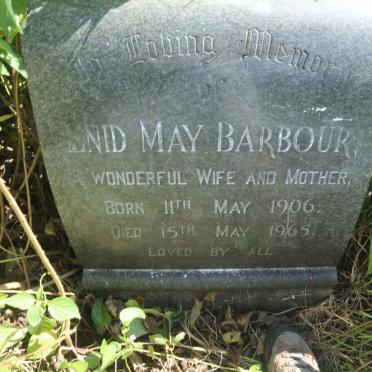 In Loving Memory
OF
ENID MAY BARBOUR,
A WONDERFUL WIFE AND MOTHER,
BORN 11TH MAY 1906.
DIED 15TH MAY 1965.
LOVED BY ALL